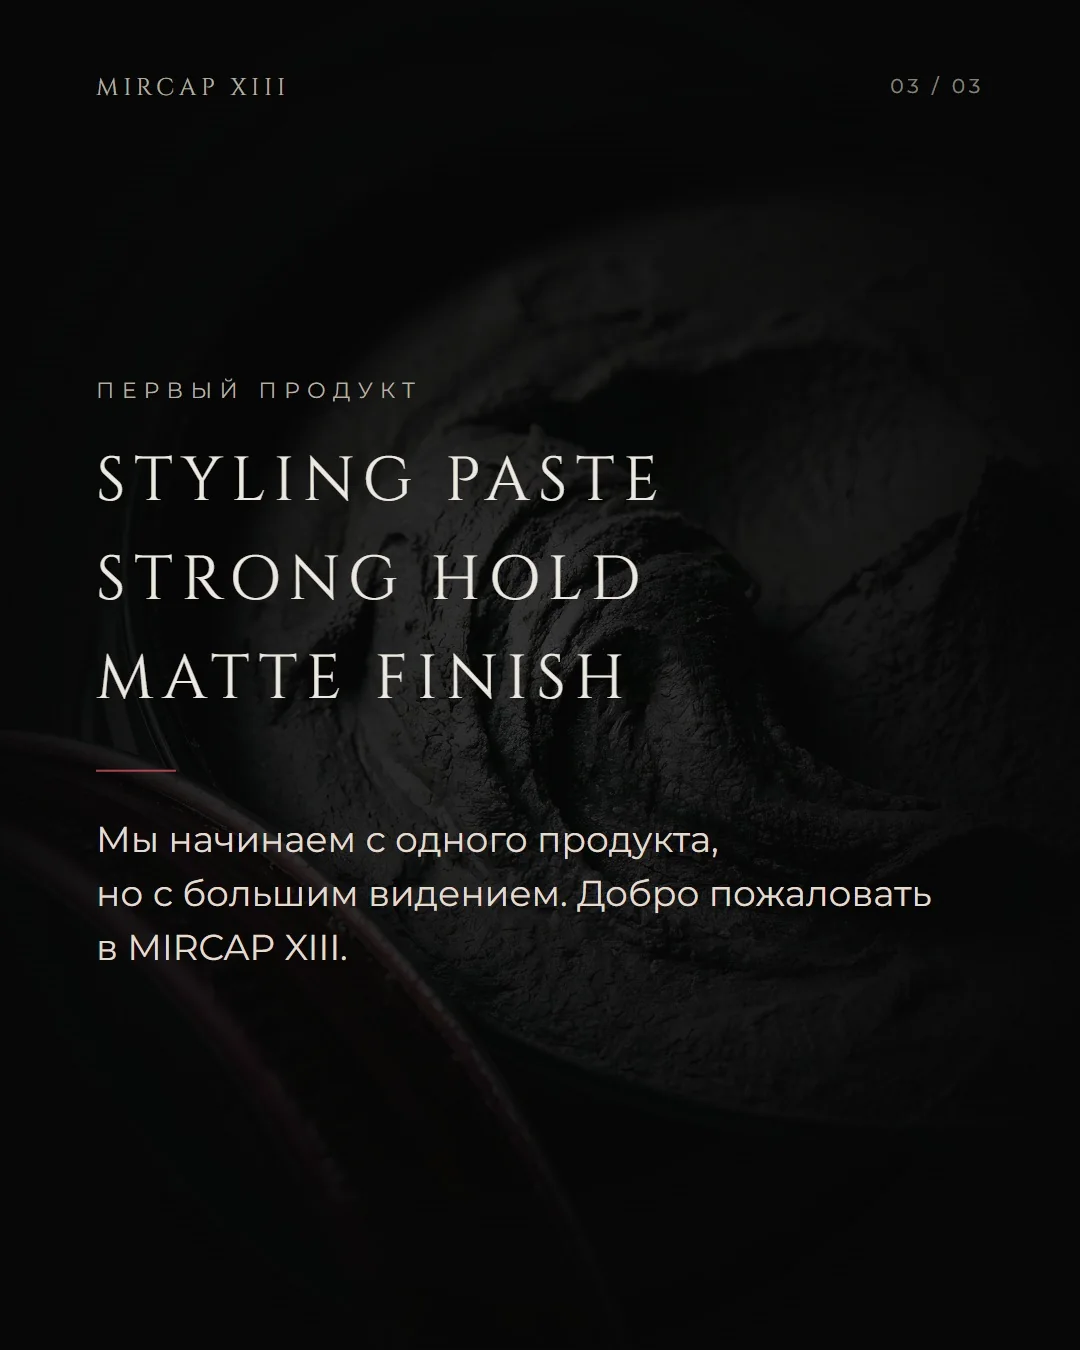 MIRCAP XIII
03 / 03
ПЕРВЫЙ ПРОДУКТ
STYLING PASTE
STRONG HOLD
MATTE FINISH
Мы начинаем с одного продукта,
но с большим видением. Добро пожаловать
в MIRCAP XIII.